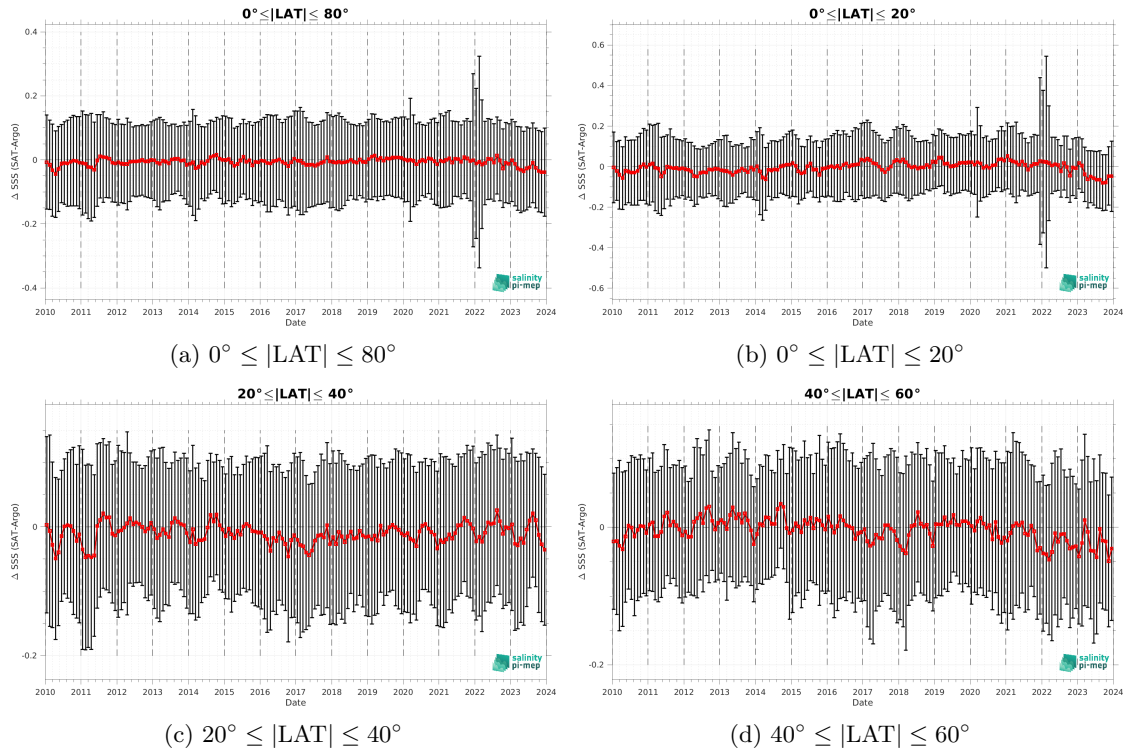 0°≤|LAT|≤ 80°
Δ SSS (SAT-Argo)
0.4
0.2
0
-0.2
-0.4
2010 2011 2012 2013 2014 2015 2016 2017 2018 2019 2020 2021 2022 2023 2024
Date
salinity
pi-mep
(a) 0° ≤ |LAT| ≤ 80°
0°≤|LAT|≤ 20°
Δ SSS (SAT-Argo)
0.6
0.4
0.2
0
-0.2
-0.4
-0.6
2010 2011 2012 2013 2014 2015 2016 2017 2018 2019 2020 2021 2022 2023 2024
Date
salinity
pi-mep
(b) 0° ≤ |LAT| ≤ 20°
20°≤|LAT|≤ 40°
Δ SSS (SAT-Argo)
0
-0.2
2010 2011 2012 2013 2014 2015 2016 2017 2018 2019 2020 2021 2022 2023 2024
Date
salinity
pi-mep
(c) 20° ≤ |LAT| ≤ 40°
40°≤|LAT|≤ 60°
Δ SSS (SAT-Argo)
0
-0.2
2010 2011 2012 2013 2014 2015 2016 2017 2018 2019 2020 2021 2022 2023 2024
Date
salinity
pi-mep
(d) 40° ≤ |LAT| ≤ 60°